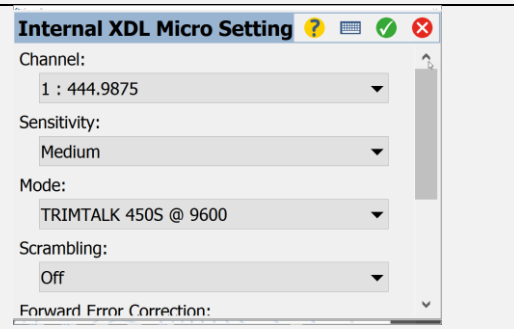 Internal XDL Micro Setting
Channel:
1 : 444.9875
Sensitivity:
Medium
Mode:
TRIMTALK 450S @ 9600
Scrambling:
Off
Forward Error Correction: